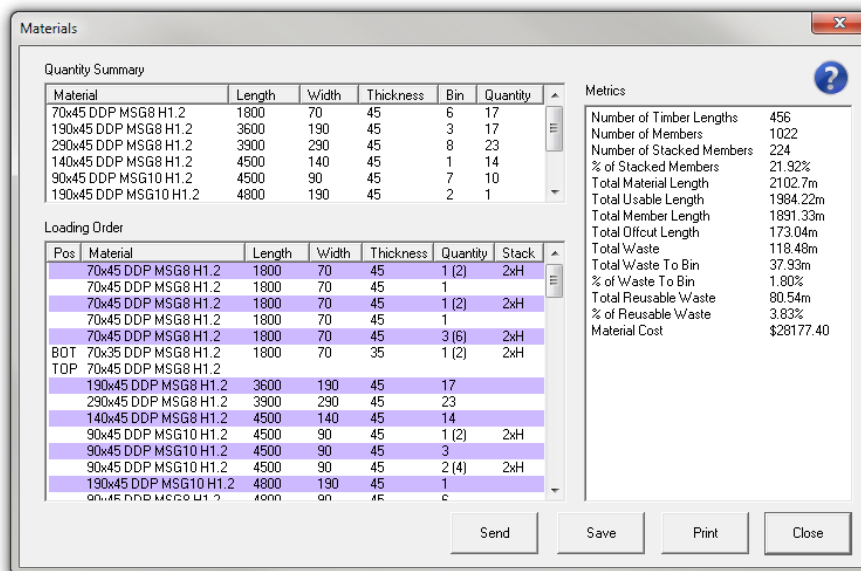 Materials
Quantity Summary
Material Length Width Thickness Bin Quantity
70x45 DDP MSG8 H1.2 1800 70 45 6 17
190x45 DDP MSG8 H1.2 3600 190 45 3 17
290x45 DDP MSG8 H1.2 3900 290 45 8 23
140x45 DDP MSG8 H1.2 4500 140 45 1 14
90x45 DDP MSG10 H1.2 4500 90 45 7 10
190x45 DDP MSG10 H1.2 4800 190 45 2 1
Loading Order
Pos Material Length Width Thickness Quantity Stack
70x45 DDP MSG8 H1.2 1800 70 45 1 (2) 2xH
70x45 DDP MSG8 H1.2 1800 70 45 1
70x45 DDP MSG8 H1.2 1800 70 45 1 (2) 2xH
70x45 DDP MSG8 H1.2 1800 70 45 1
70x45 DDP MSG8 H1.2 1800 70 45 3 (6) 2xH
BOT 70x35 DDP MSG8 H1.2 1800 70 35 1 (2) 2xH
TOP 70x45 DDP MSG8 H1.2
190x45 DDP MSG8 H1.2 3600 190 45 17
290x45 DDP MSG8 H1.2 3900 290 45 23
140x45 DDP MSG8 H1.2 4500 140 45 14
90x45 DDP MSG10 H1.2 4500 90 45 1 (2) 2xH
90x45 DDP MSG10 H1.2 4500 90 45 3
90x45 DDP MSG10 H1.2 4500 90 45 2 (4) 2xH
190x45 DDP MSG10 H1.2 4800 190 45 1
90x45 DDP MSG8 H1.2 4800 90 45 6
?
Metrics
Number of Timber Lengths 456
Number of Members 1022
Number of Stacked Members 224
% of Stacked Members 21.92%
Total Material Length 2102.7m
Total Usable Length 1984.22m
Total Member Length 1891.33m
Total Offcut Length 173.04m
Total Waste 118.48m
Total Waste To Bin 37.93m
% of Waste To Bin 1.80%
Total Reusable Waste 80.54m
% of Reusable Waste 3.83%
Material Cost $28177.40
Send Save Print Close